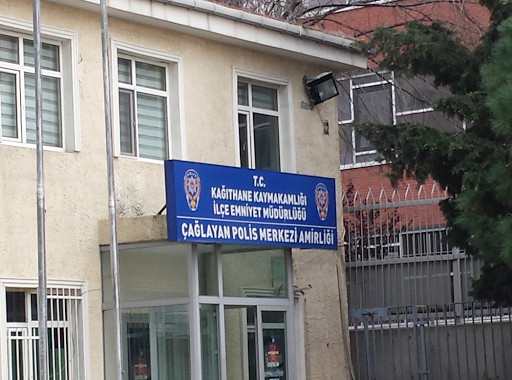 T.C.
KAĞITHANE KAYMAKAMLIĞI
İLÇE EMNİYET MÜDÜRLÜĞÜ
ÇAĞLAYAN POLİS MERKEZİ AMİRLİĞİ